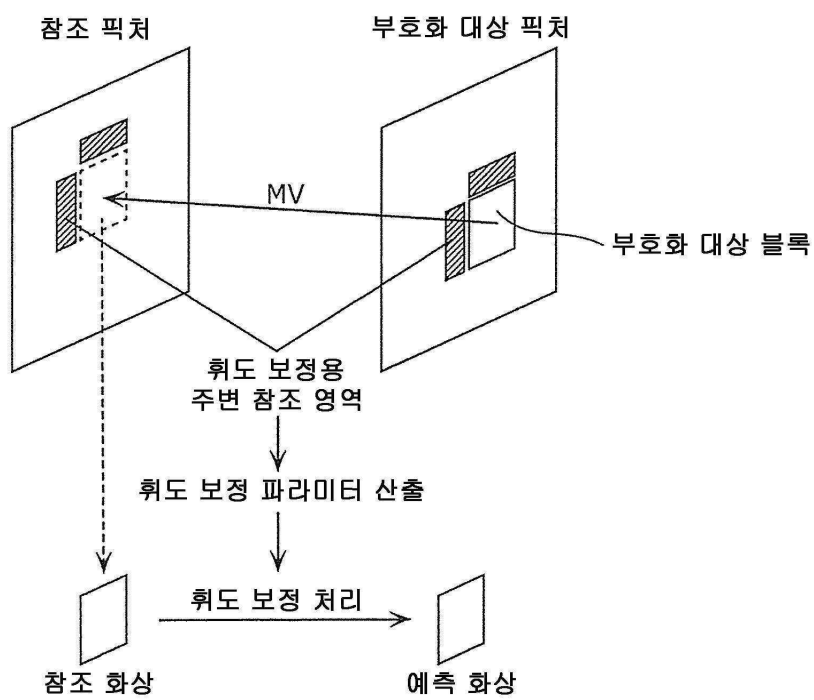 참조 픽처
부호화 대상 픽처
MV
부호화 대상 블록
휘도 보정용
주변 참조 영역
휘도 보정 파라미터 산출
휘도 보정 처리
참조 화상
예측 화상